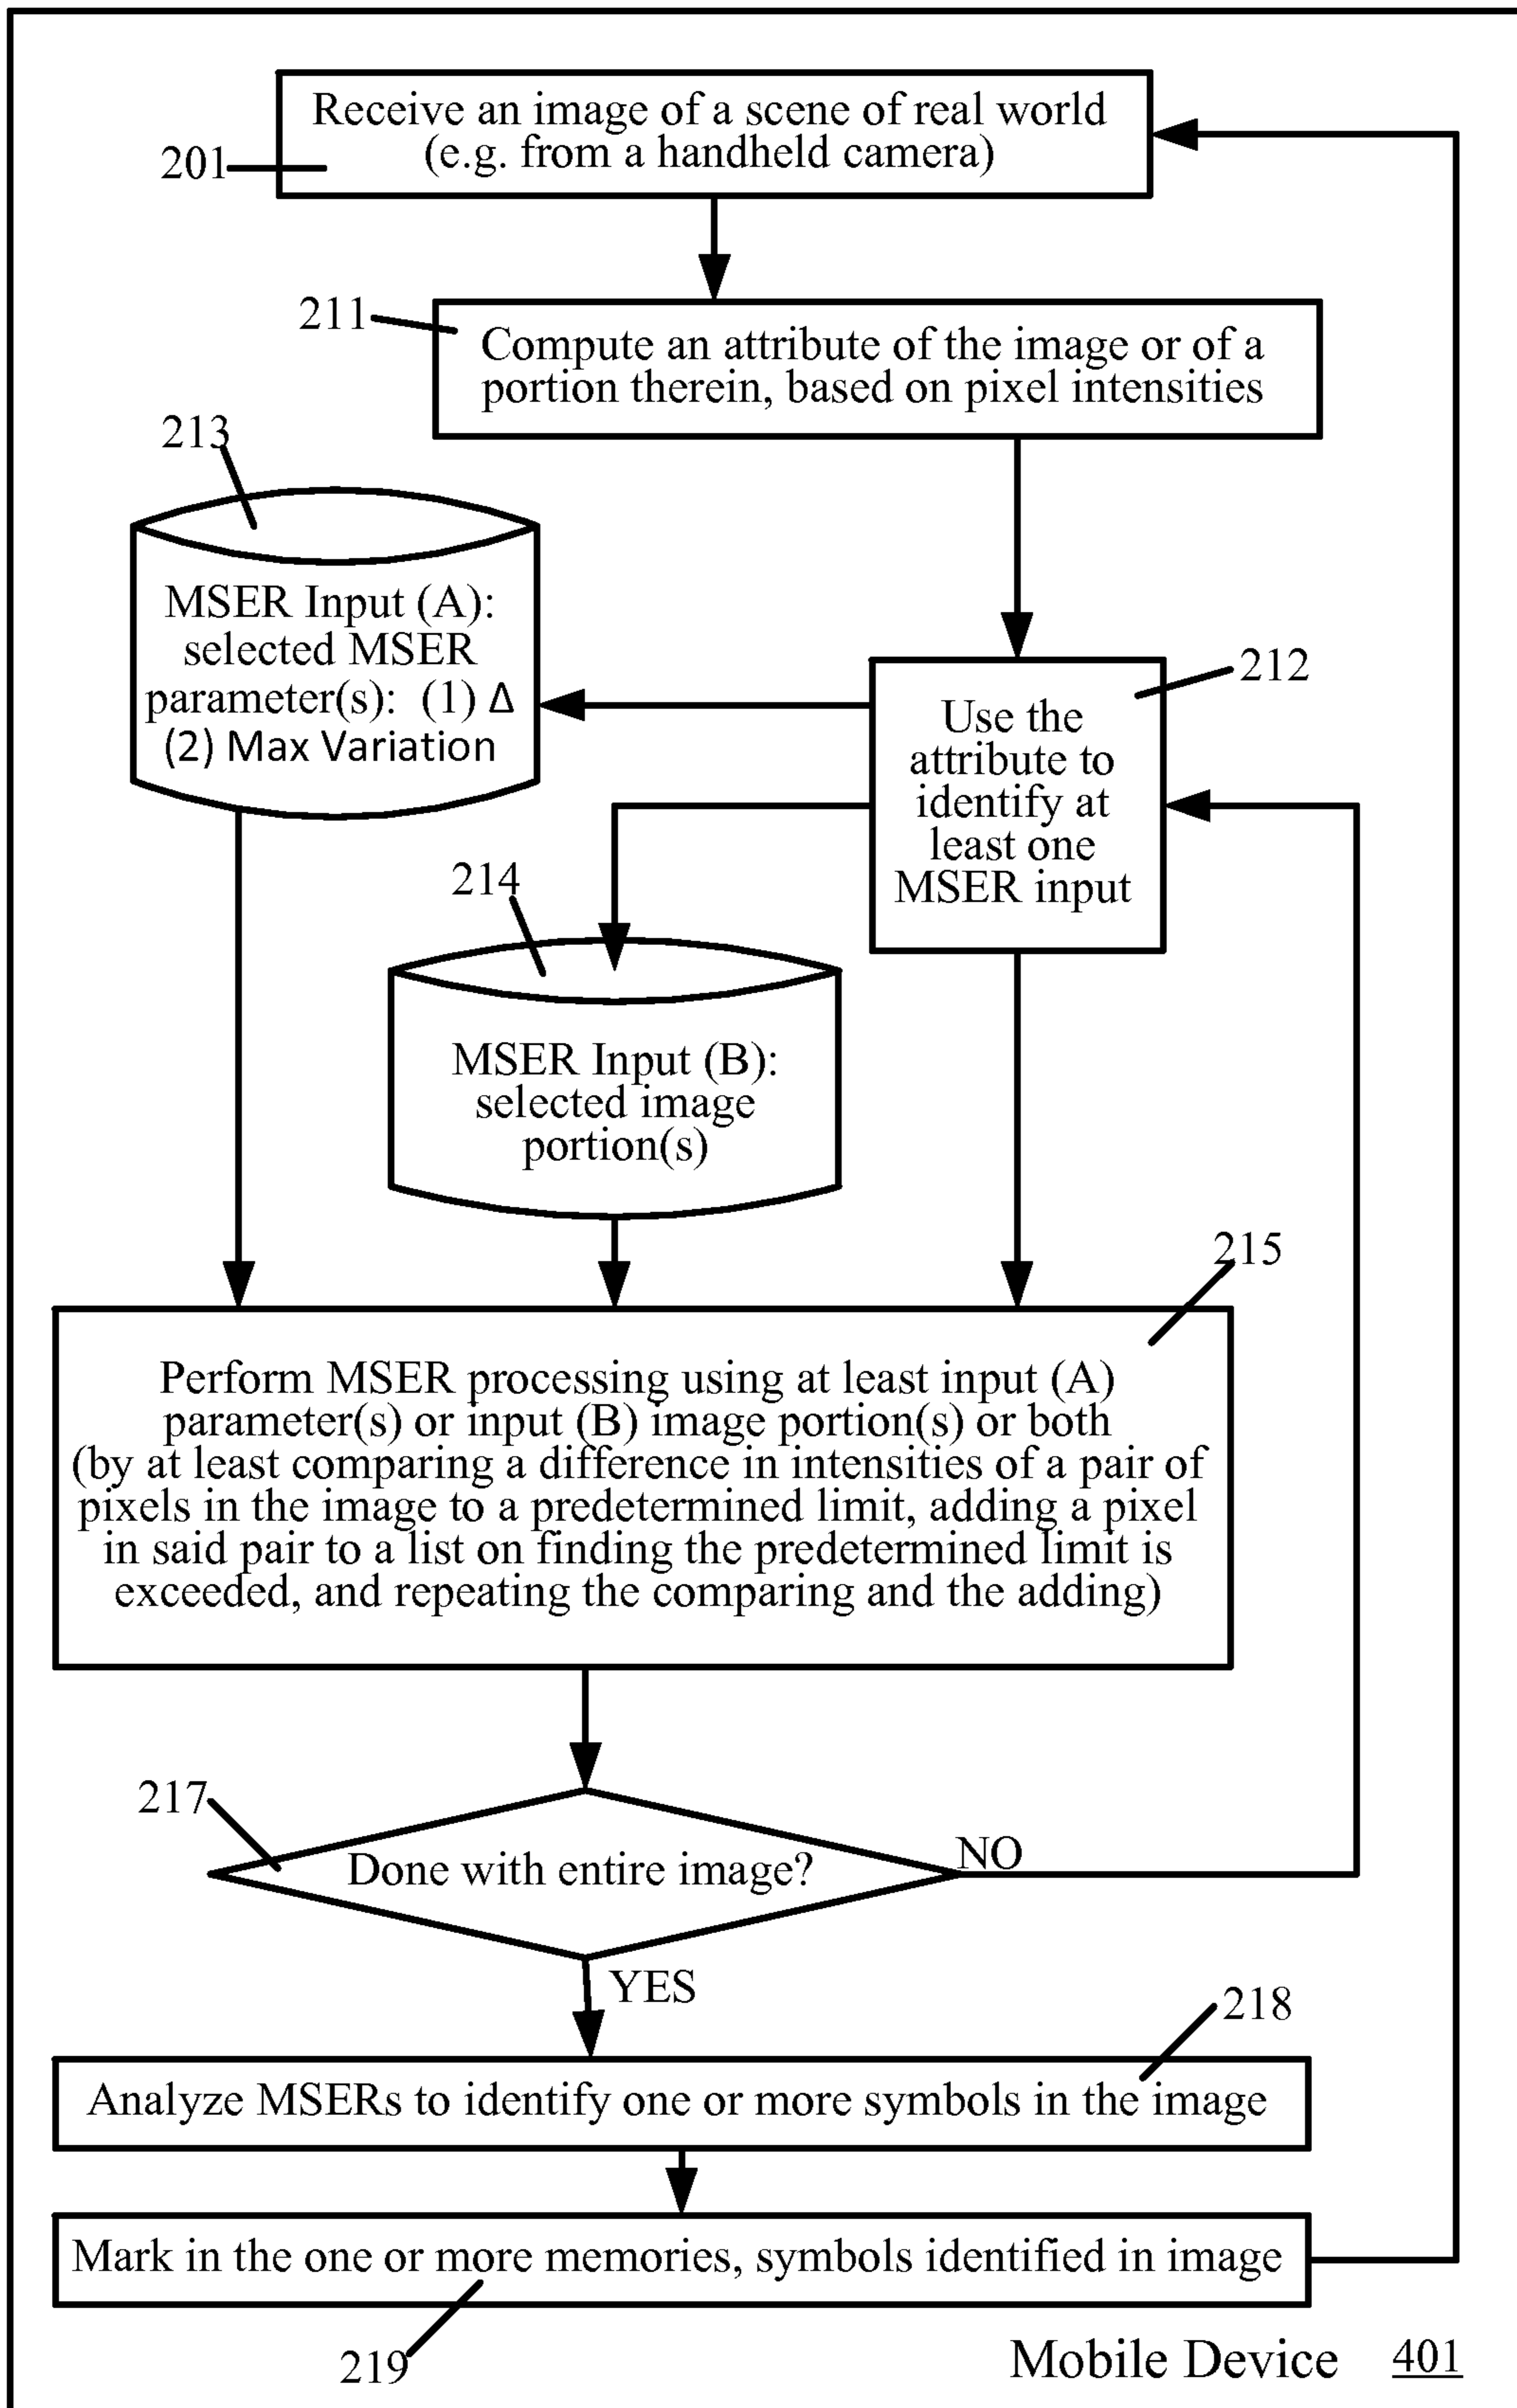 Receive an image of a scene of real world
(e.g. from a handheld camera)
201
211
Compute an attribute of the image or of a
portion therein, based on pixel intensities
213
MSER Input (A):
selected MSER
parameter(s): (1) Δ
(2) Max Variation
212
Use the
attribute to
identify at
least one
MSER input
214
MSER Input (B):
selected image
portion(s)
215
Perform MSER processing using at least input (A)
parameter(s) or input (B) image portion(s) or both
(by at least comparing a difference in intensities of a pair of
pixels in the image to a predetermined limit, adding a pixel
in said pair to a list on finding the predetermined limit is
exceeded, and repeating the comparing and the adding)
217
Done with entire image?
NO
YES
218
Analyze MSERs to identify one or more symbols in the image
Mark in the one or more memories, symbols identified in image
219
Mobile Device 401